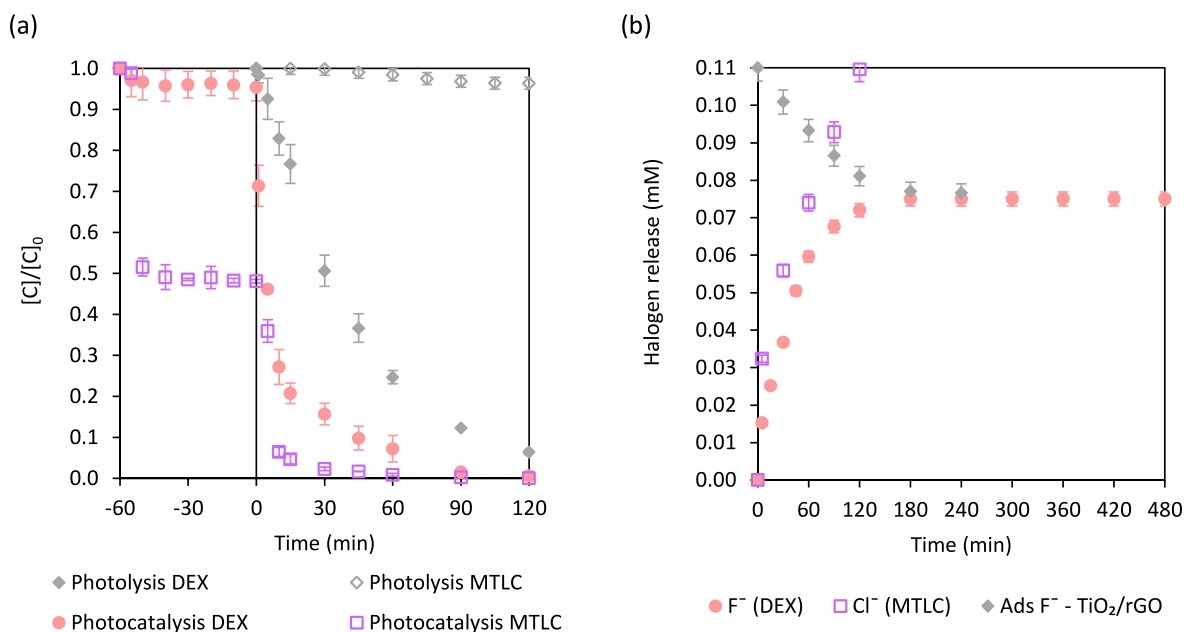 (a)
[C]/[C]₀
1.0
0.9
0.8
0.7
0.6
0.5
0.4
0.3
0.2
0.1
0.0
-60 -30 0 30 60 90 120
Time (min)
Photolysis DEX Photolysis MTLC
Photocatalysis DEX Photocatalysis MTLC
(b)
Halogen release (mM)
0.11
0.10
0.09
0.08
0.07
0.06
0.05
0.04
0.03
0.02
0.01
0.00
0 60 120 180 240 300 360 420 480
Time (min)
F⁻ (DEX) Cl⁻ (MTLC) Ads F⁻ - TiO₂/rGO